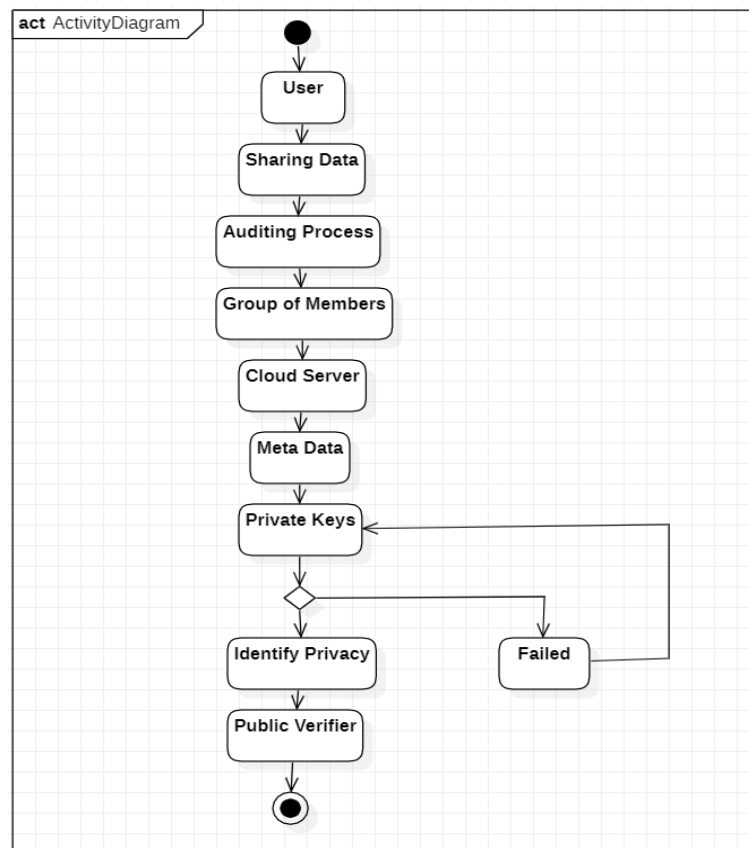 act ActivityDiagram
User
Sharing Data
Auditing Process
Group of Members
Cloud Server
Meta Data
Private Keys
Identify Privacy
Failed
Public Verifier